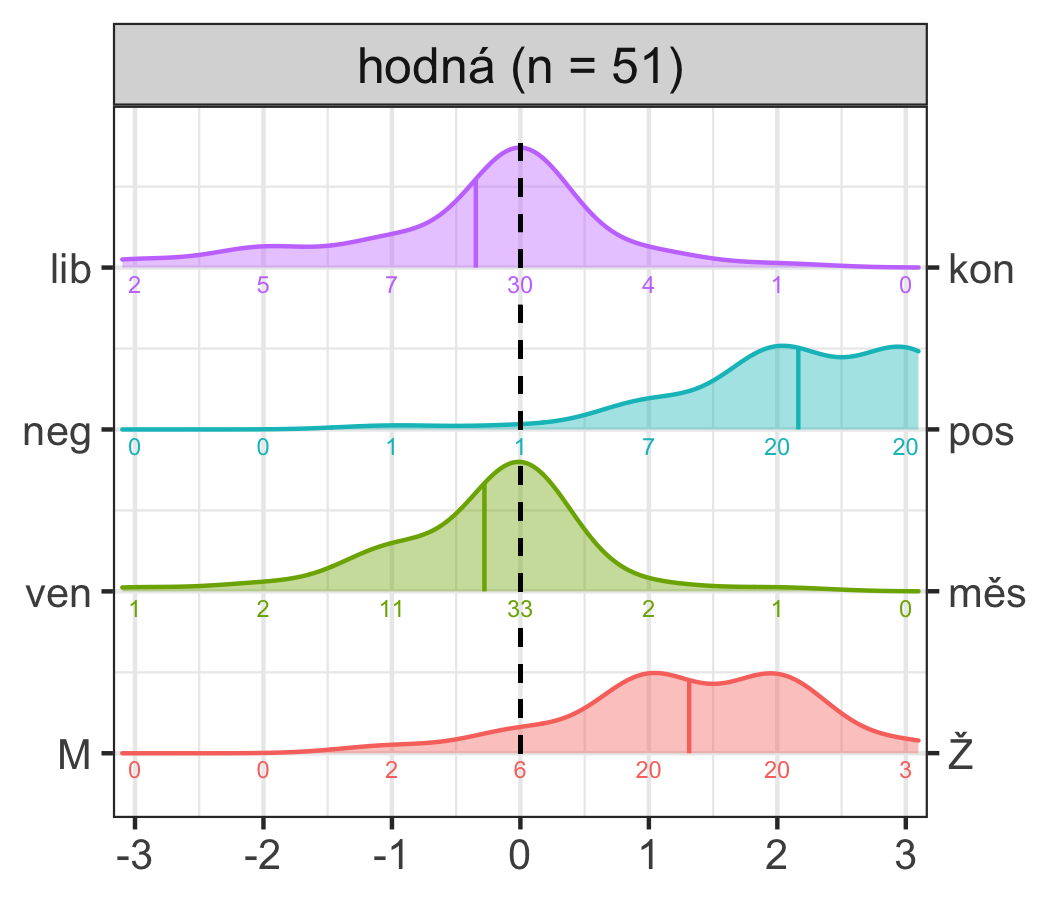 hodná (n = 51)
lib kon
2 5 7 30 4 1 0
neg pos
0 0 1 1 7 20 20
ven měs
1 2 11 33 2 1 0
M Ž
0 0 2 6 20 20 3
-3 -2 -1 0 1 2 3